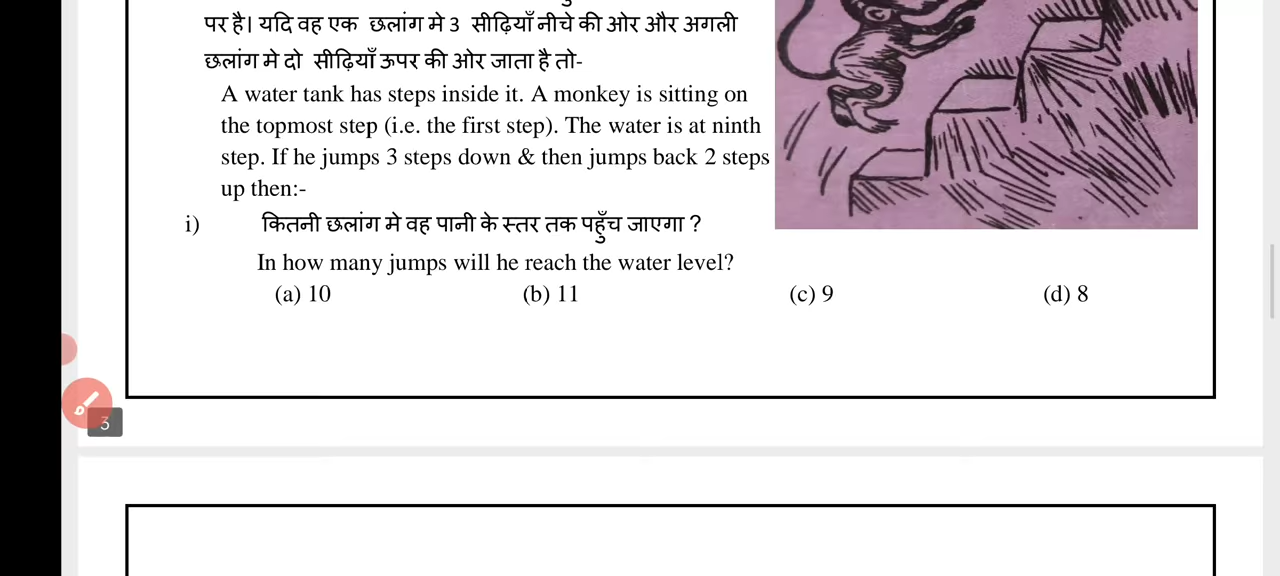 पर है। यदि वह एक छलांग मे 3 सीढ़ियाँ नीचे की ओर और अगली
छलांग मे दो सीढ़ियाँ ऊपर की ओर जाता है तो-
A water tank has steps inside it. A monkey is sitting on
the topmost step (i.e. the first step). The water is at ninth
step. If he jumps 3 steps down & then jumps back 2 steps
up then:-
i) कितनी छलांग मे वह पानी के स्तर तक पहुँच जाएगा ?
In how many jumps will he reach the water level?
(a) 10 (b) 11 (c) 9 (d) 8
3